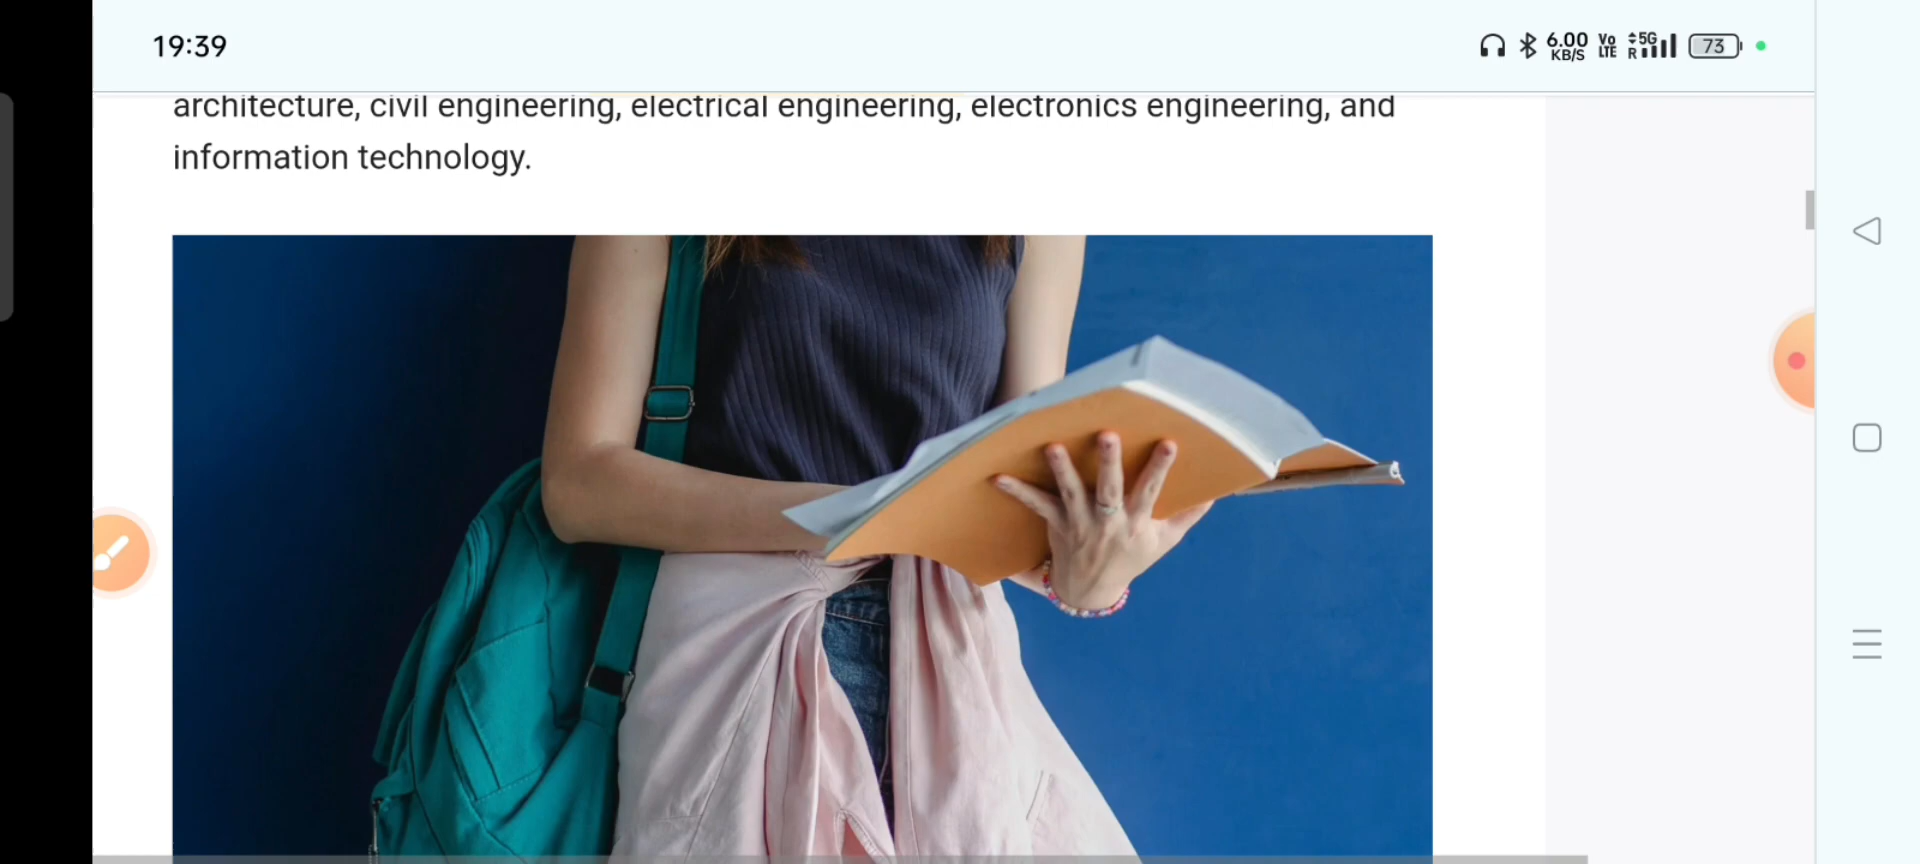 19:39
6.00 KB/S Vo LTE 5G R 73
architecture, civil engineering, electrical engineering, electronics engineering, and
information technology.